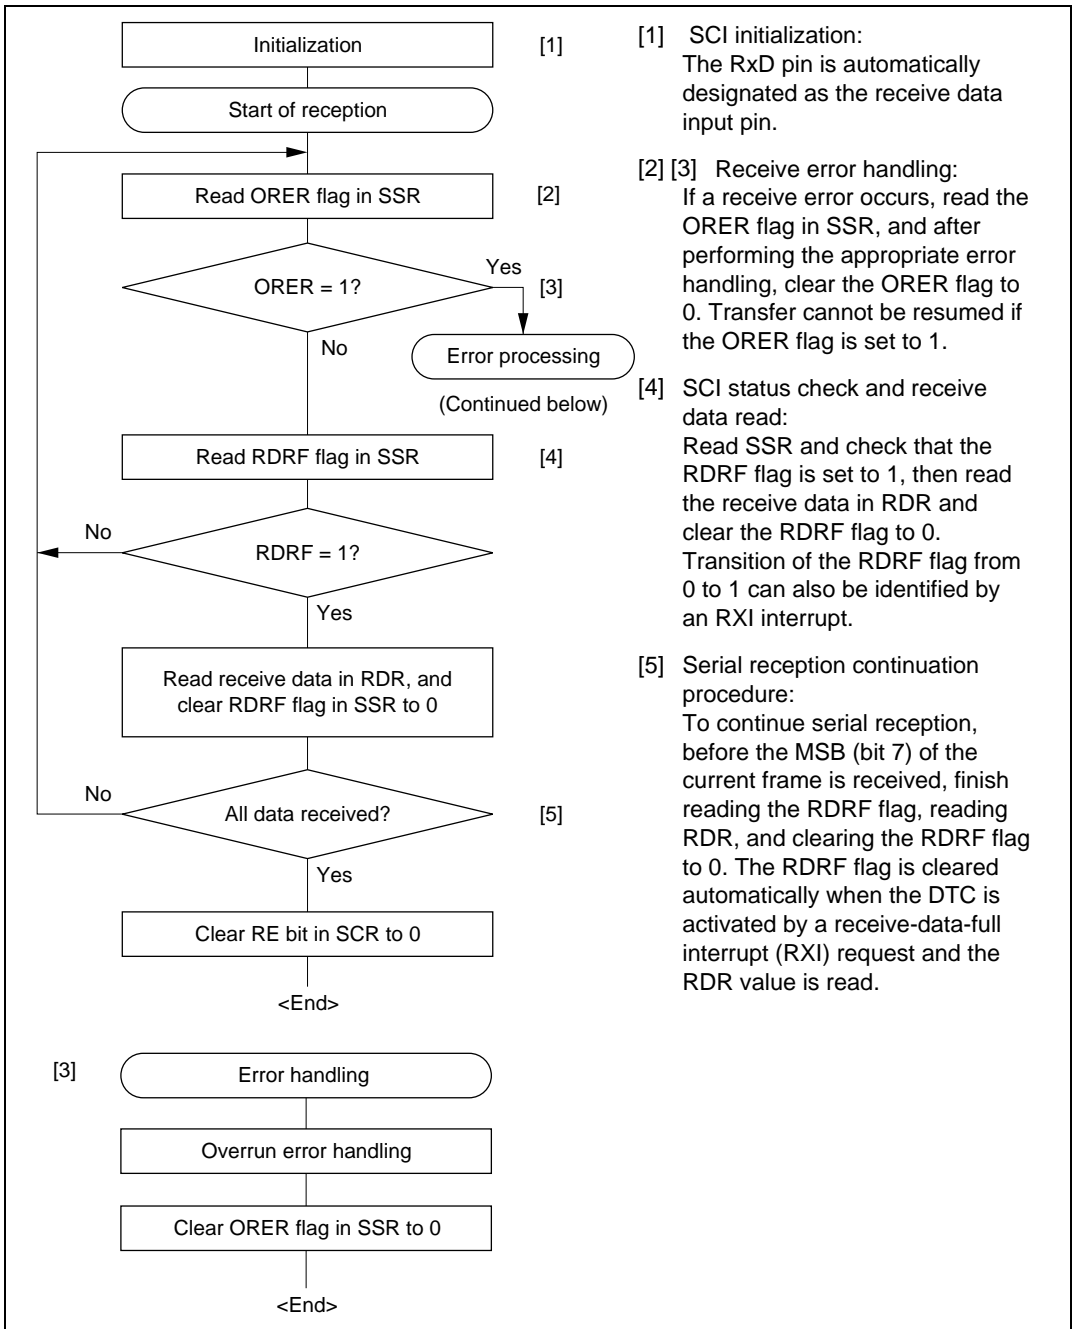 Initialization
[1]
Start of reception
Read ORER flag in SSR
[2]
ORER = 1?
Yes
[3]
No
Error processing
(Continued below)
Read RDRF flag in SSR
[4]
No
RDRF = 1?
Yes
Read receive data in RDR, and
clear RDRF flag in SSR to 0
No
All data received?
[5]
Yes
Clear RE bit in SCR to 0
<End>
[3]
Error handling
Overrun error handling
Clear ORER flag in SSR to 0
<End>
[1] SCI initialization:
The RxD pin is automatically
designated as the receive data
input pin.
[2] [3] Receive error handling:
If a receive error occurs, read the
ORER flag in SSR, and after
performing the appropriate error
handling, clear the ORER flag to
0. Transfer cannot be resumed if
the ORER flag is set to 1.
[4] SCI status check and receive
data read:
Read SSR and check that the
RDRF flag is set to 1, then read
the receive data in RDR and
clear the RDRF flag to 0.
Transition of the RDRF flag from
0 to 1 can also be identified by
an RXI interrupt.
[5] Serial reception continuation
procedure:
To continue serial reception,
before the MSB (bit 7) of the
current frame is received, finish
reading the RDRF flag, reading
RDR, and clearing the RDRF flag
to 0. The RDRF flag is cleared
automatically when the DTC is
activated by a receive-data-full
interrupt (RXI) request and the
RDR value is read.